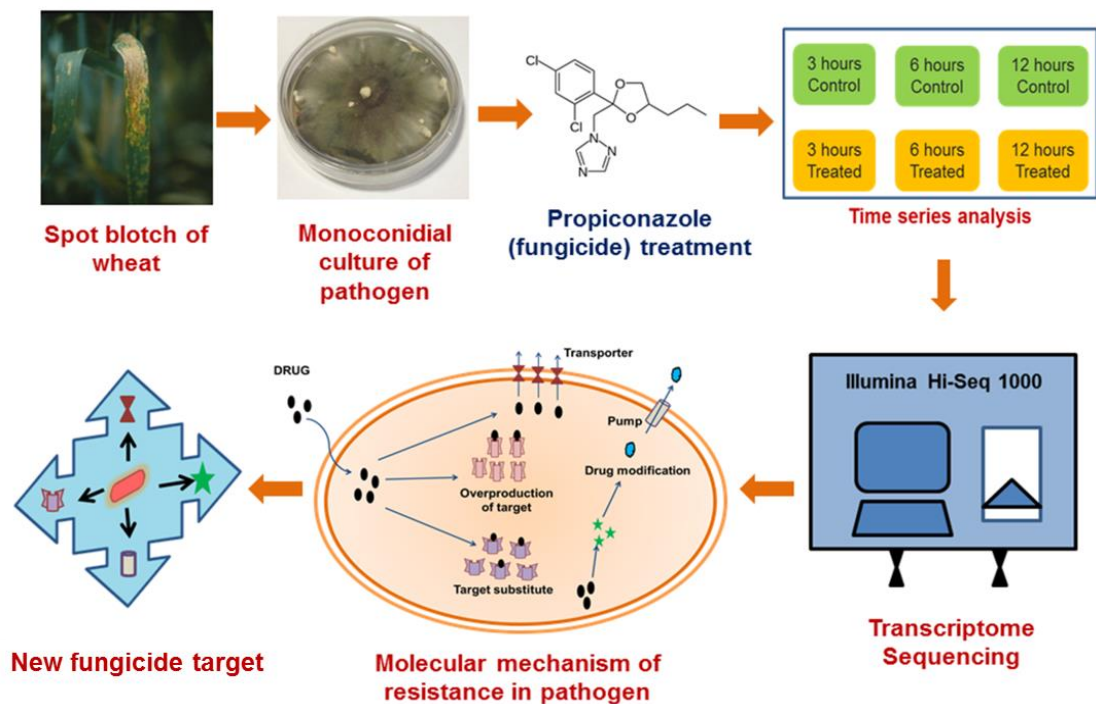 Spot blotch of
wheat
Monoconidial
culture of
pathogen
Cl
Cl
O
O
N
N
N
Propiconazole
(fungicide) treatment
3 hours
Control
6 hours
Control
12 hours
Control
3 hours
Treated
6 hours
Treated
12 hours
Treated
Time series analysis
Illumina Hi-Seq 1000
Transcriptome
Sequencing
DRUG
Transporter
Pump
Drug modification
Overproduction
of target
Target substitute
Molecular mechanism of
resistance in pathogen
New fungicide target